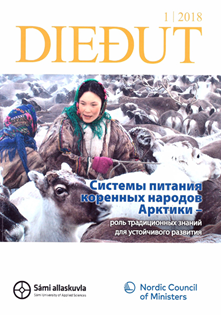 1 | 2018
DIEĐUT
Системы питания
коренных народов
Арктики –
роль традиционных знаний
для устойчивого развития
Sámi allaskuvla
Sámi University of Applied Sciences
Nordic Council
of Ministers